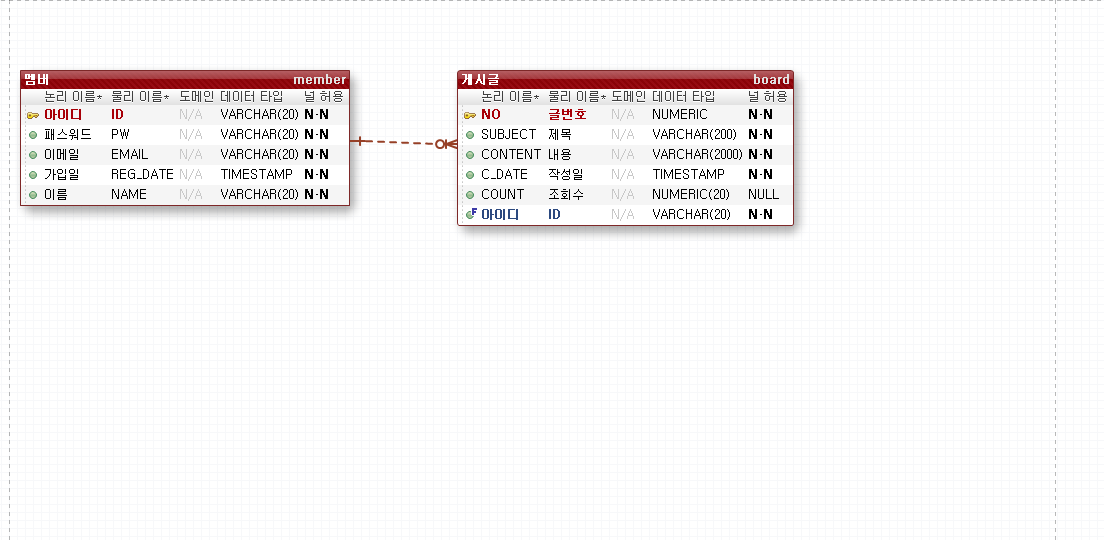 멤버 member
논리 이름* 물리 이름* 도메인 데이터 타입 널 허용
아이디 ID N/A VARCHAR(20) N-N
패스워드 PW N/A VARCHAR(20) N-N
이메일 EMAIL N/A VARCHAR(20) N-N
가입일 REG_DATE N/A TIMESTAMP N-N
이름 NAME N/A VARCHAR(20) N-N
게시글 board
논리 이름* 물리 이름* 도메인 데이터 타입 널 허용
NO 글번호 N/A NUMERIC N-N
SUBJECT 제목 N/A VARCHAR(200) N-N
CONTENT 내용 N/A VARCHAR(2000) N-N
C_DATE 작성일 N/A TIMESTAMP N-N
COUNT 조회수 N/A NUMERIC(20) NULL
F 아이디 ID N/A VARCHAR(20) N-N